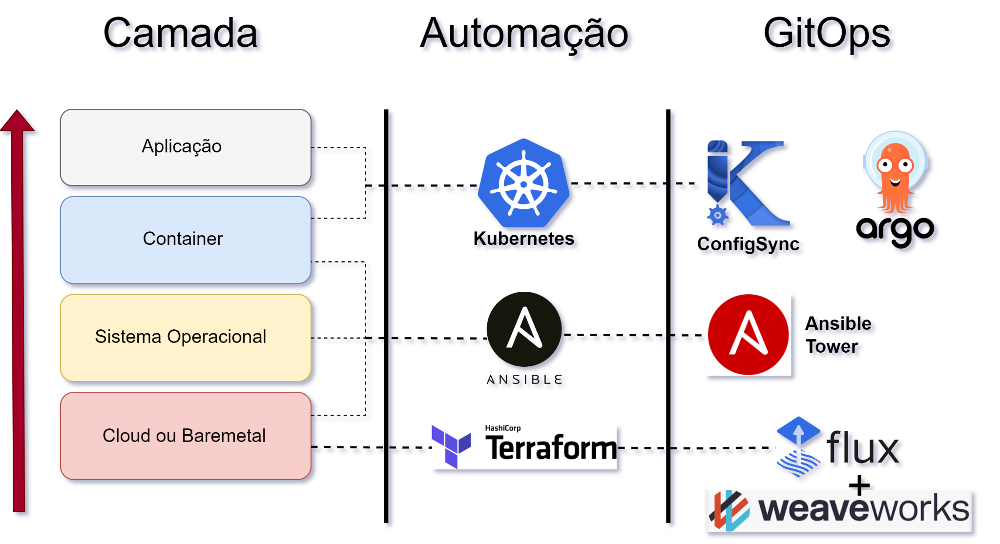 Camada
Automação
GitOps
Aplicação
Container
Sistema Operacional
Cloud ou Baremetal
Kubernetes
ANSIBLE
HashiCorp
Terraform
ConfigSync
argo
Ansible
Tower
flux
+
weaveworks